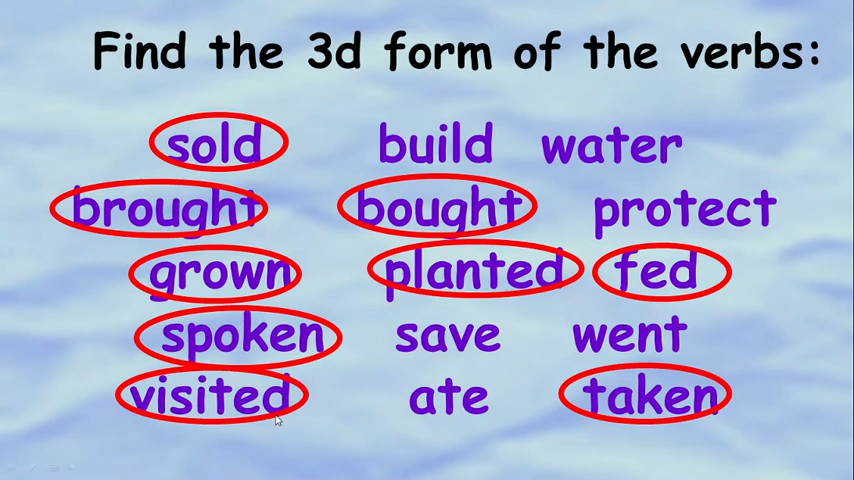 Find the 3d form of the verbs:
sold build water
brought bought protect
grown planted fed
spoken save went
visited ate taken